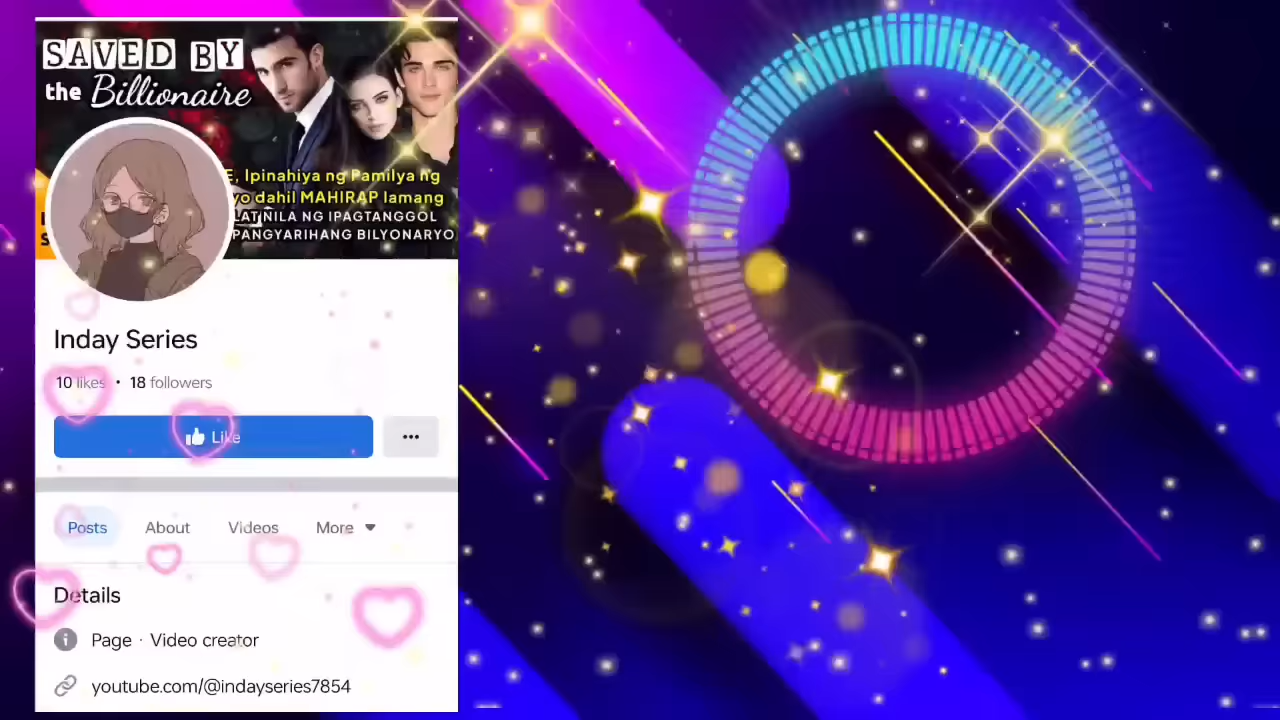 SAVED BY
the Billionaire
E, Ipinahiya ng Pamilya ng
yo dahil MAHIRAP lamang
NILA NG IPAGTANGGOL
PANGYARIHANG BILYONARYO
Inday Series
10 likes • 18 followers
Like
Posts About Videos More
Details
Page · Video creator
youtube.com/@indayseries7854